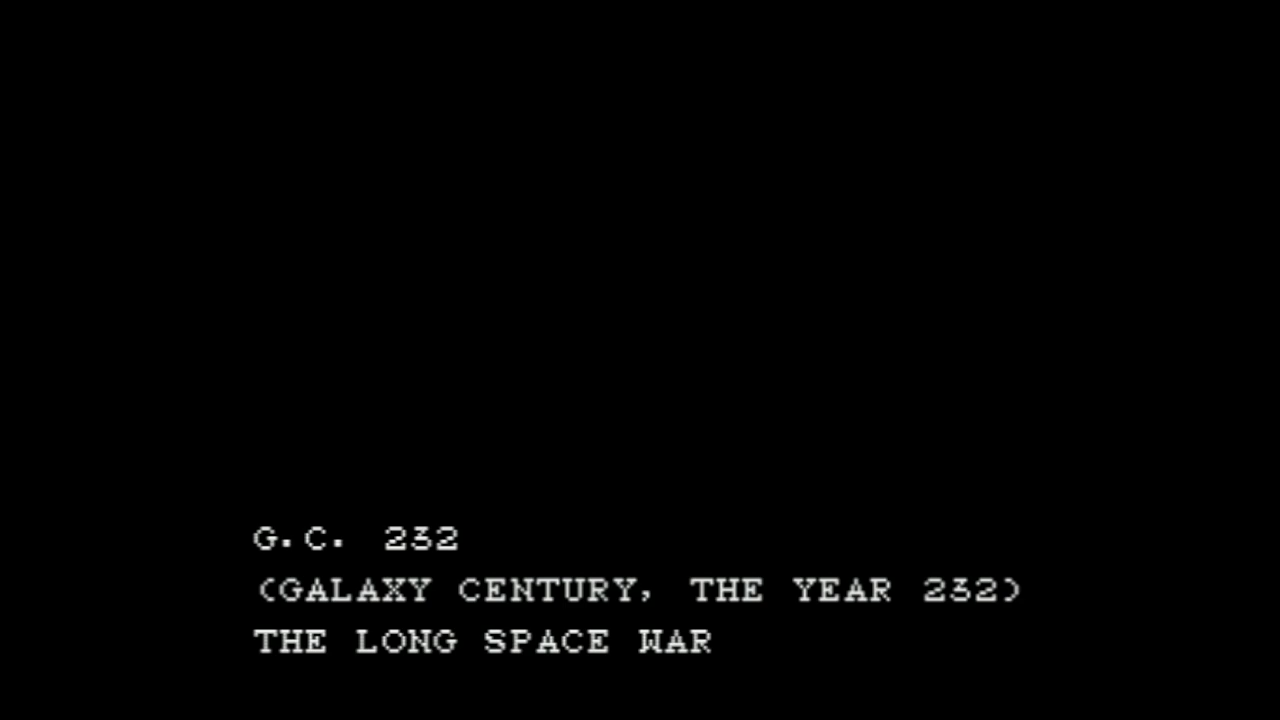 G.C. 232
(GALAXY CENTURY, THE YEAR 232)
THE LONG SPACE WAR